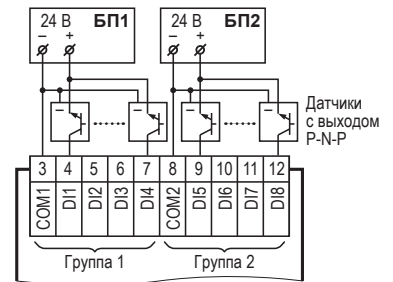 24 В БП1
– +
24 В БП2
– +
–
–
–
–
Датчики
с выходом
P-N-P
3 4 5 6 7 8 9 10 11 12
COM1 DI1 DI2 DI3 DI4 COM2 DI5 DI6 DI7 DI8
Группа 1 Группа 2